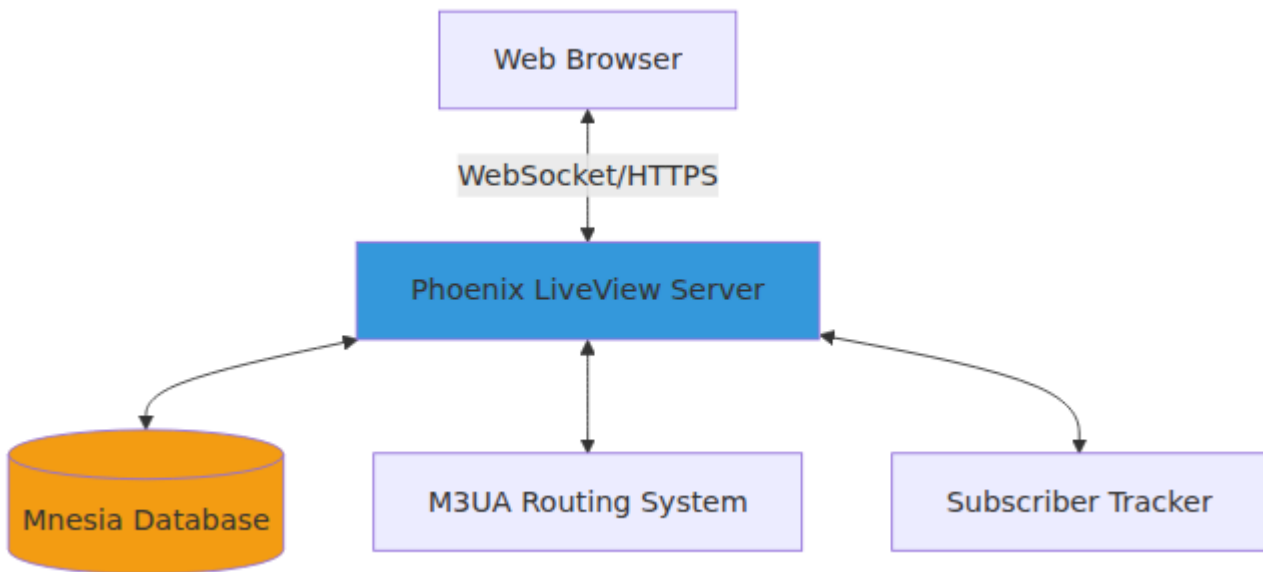 Web Browser
WebSocket/HTTPS
Phoenix LiveView Server
Mnesia Database
M3UA Routing System
Subscriber Tracker